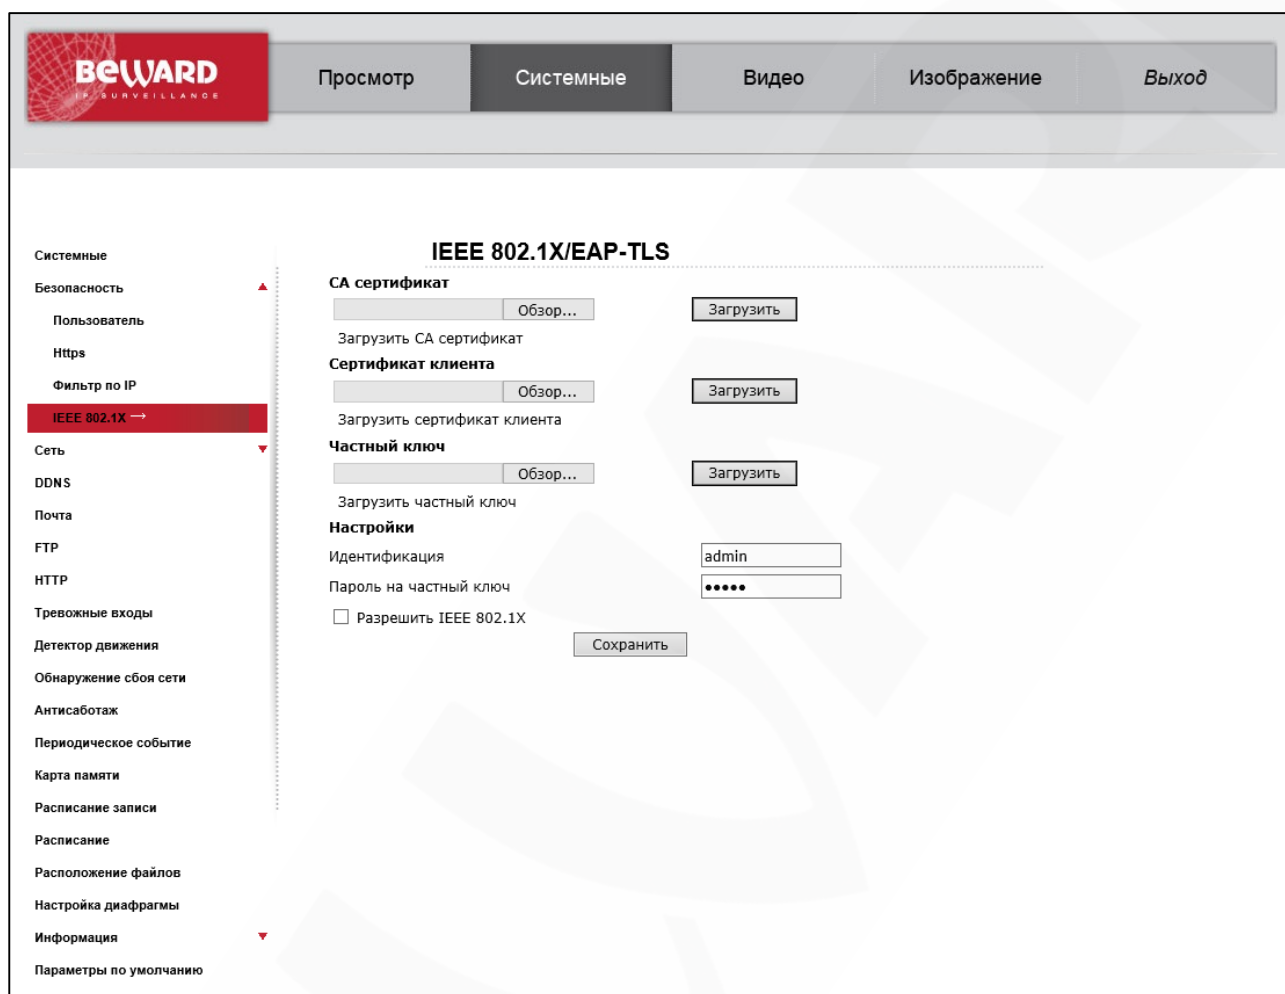 BEWARD
IP SURVEILLANCE
Просмотр
Системные
Видео
Изображение
Выход
Системные
Безопасность
Пользователь
Https
Фильтр по IP
IEEE 802.1X →
Сеть
DDNS
Почта
FTP
HTTP
Тревожные входы
Детектор движения
Обнаружение сбоя сети
Антисаботаж
Периодическое событие
Карта памяти
Расписание записи
Расписание
Расположение файлов
Настройка диафрагмы
Информация
Параметры по умолчанию
IEEE 802.1X/EAP-TLS
CA сертификат
Обзор... Загрузить
Загрузить CA сертификат
Сертификат клиента
Обзор... Загрузить
Загрузить сертификат клиента
Частный ключ
Обзор... Загрузить
Загрузить частный ключ
Настройки
Идентификация admin
Пароль на частный ключ •••••
Разрешить IEEE 802.1X
Сохранить